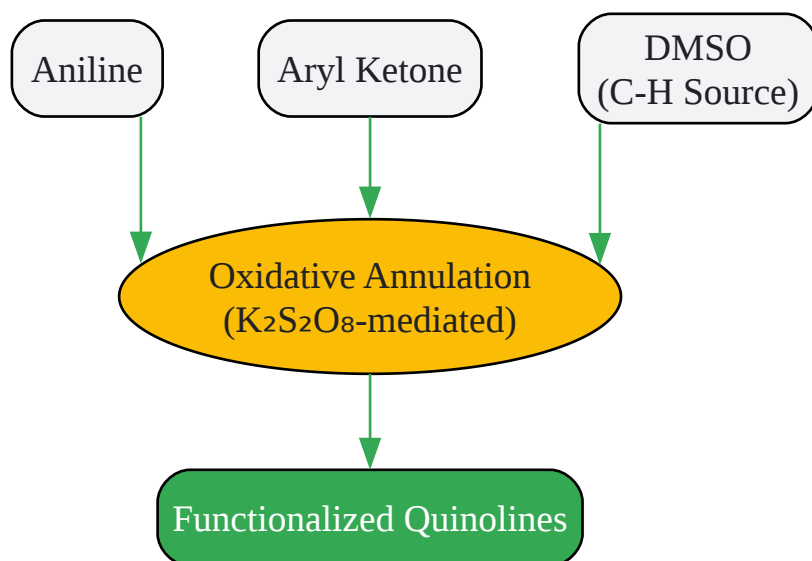 Aniline
Aryl Ketone
DMSO
(C-H Source)
Oxidative Annulation
(K₂S₂O₈-mediated)
Functionalized Quinolines